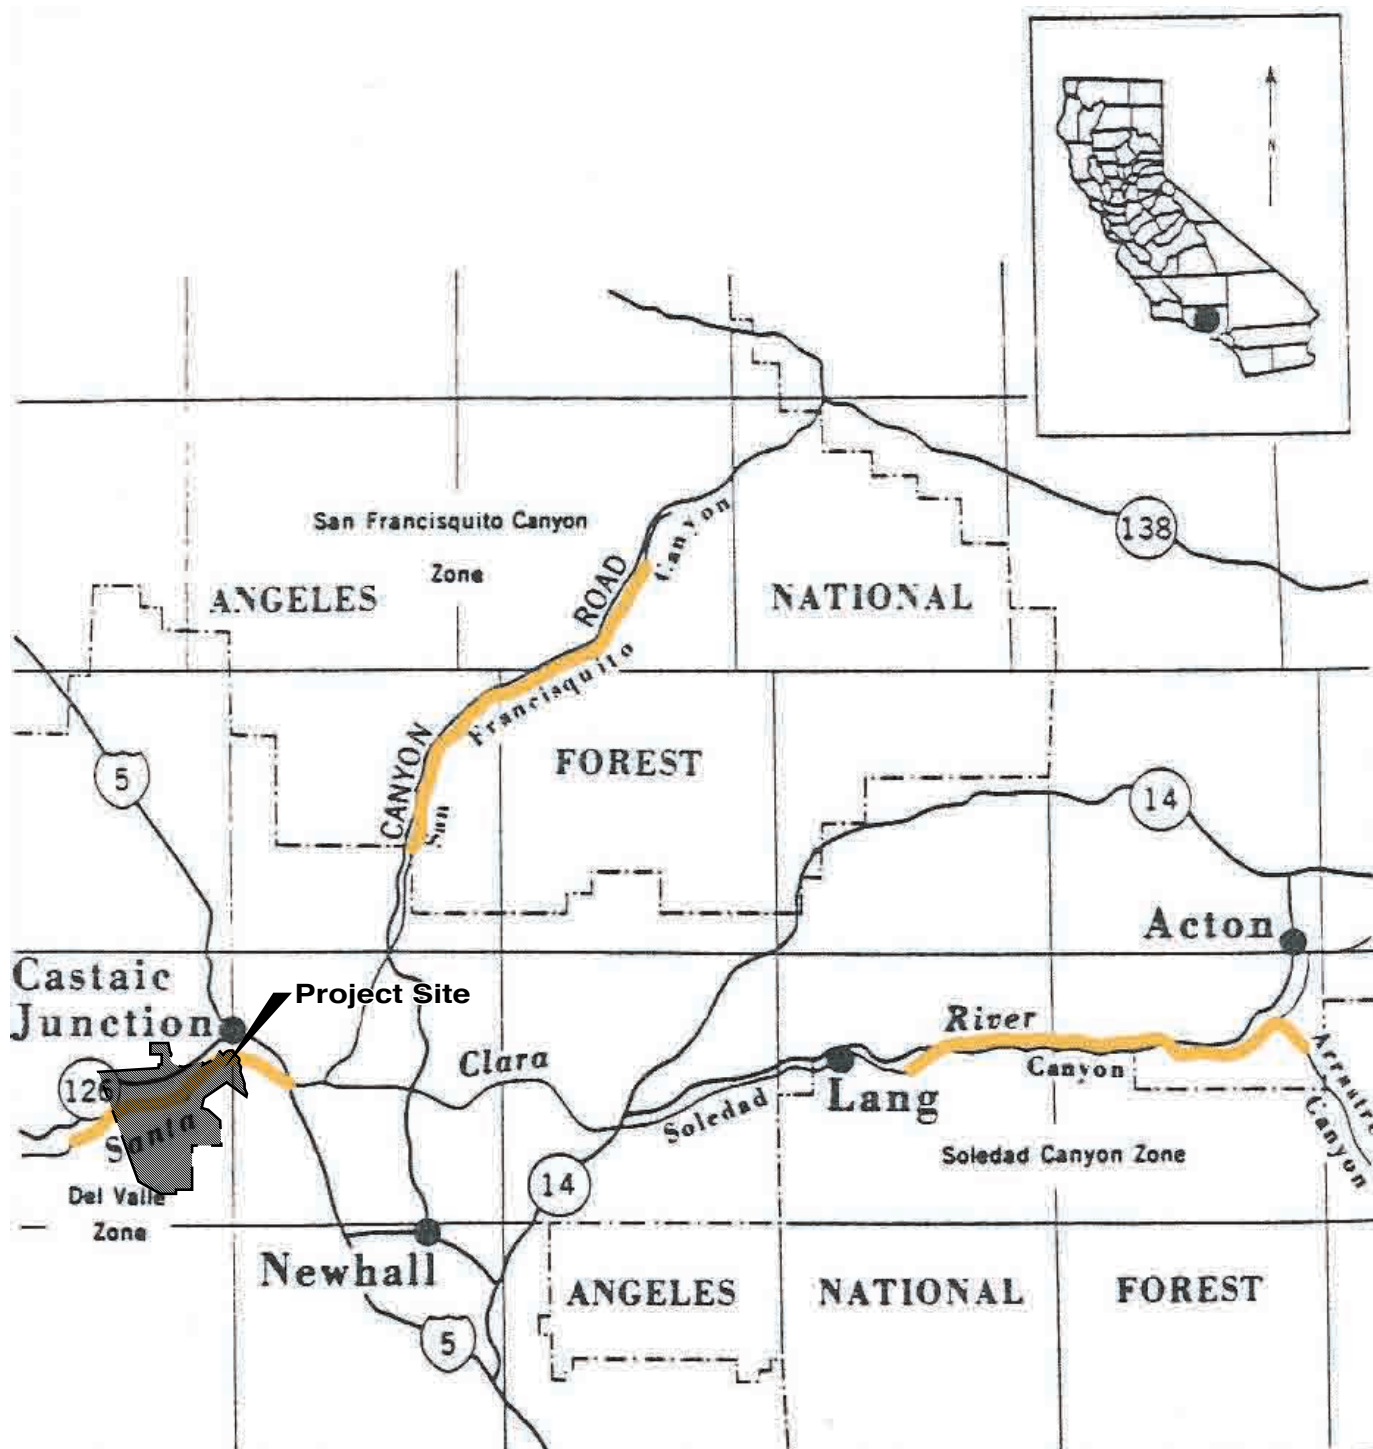 N
San Francisquito Canyon
Zone
138
Canyon
ROAD
ANGELES
NATIONAL
Francisquito
CANYON
FOREST
5
San
14
Acton
Castaic
Junction
Project Site
River
Clara
Canyon
126
Lang
Soledad
Arrastre
Canyon
Santa
Soledad Canyon Zone
14
Del Valle
Zone
Newhall
ANGELES
NATIONAL
FOREST
5